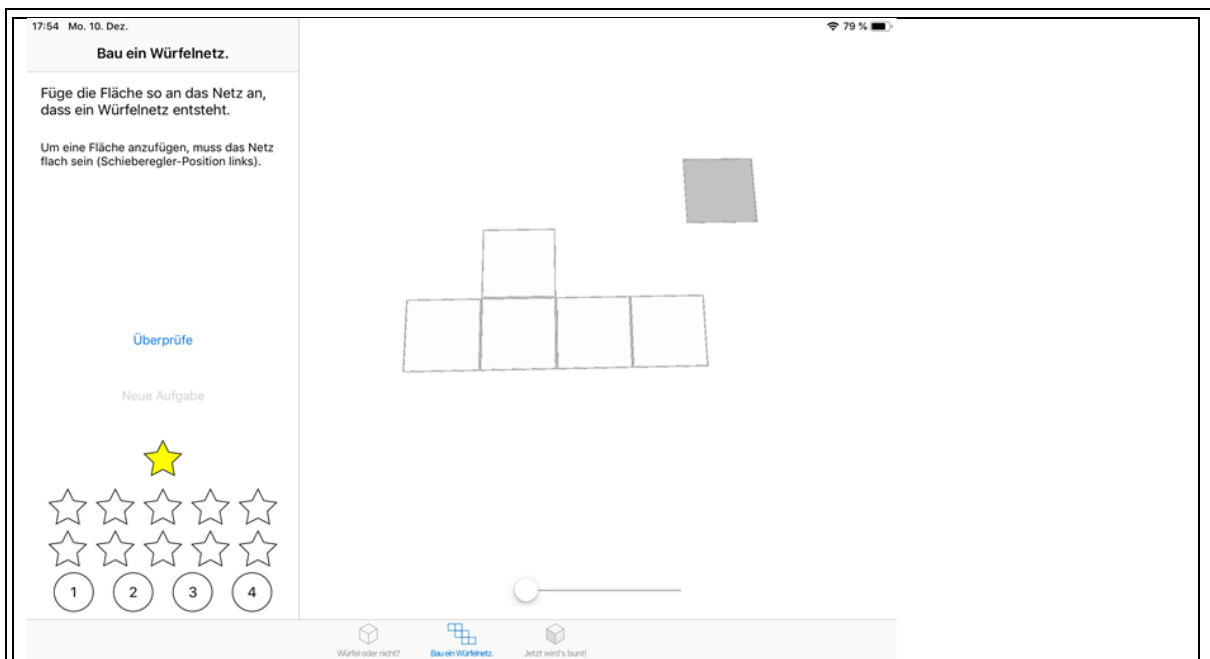 17:54 Mo. 10. Dez.
79 %
Bau ein Würfelnetz.
Füge die Fläche so an das Netz an,
dass ein Würfelnetz entsteht.
Um eine Fläche anzufügen, muss das Netz
flach sein (Schieberegler-Position links).
Überprüfe
Neue Aufgabe
1 2 3 4
Würfel oder nicht? Bau ein Würfelnetz. Jetzt wird's bunt!